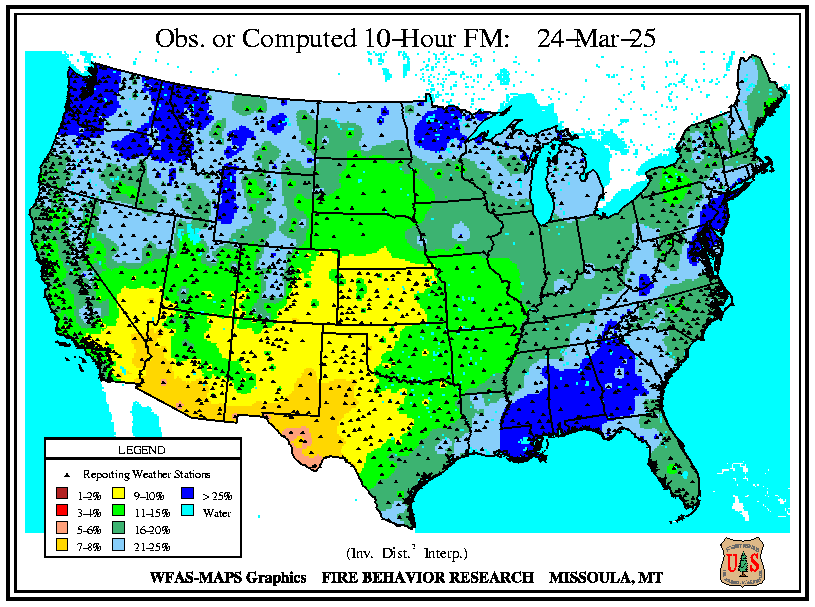 Obs. or Computed 10-Hour FM: 24-Mar-25
LEGEND
Reporting Weather Stations
1-2%
3-4%
5-6%
7-8%
9-10%
11-15%
16-20%
21-25%
> 25%
Water
(Inv. Dist.² Interp.)
WFAS-MAPS Graphics FIRE BEHAVIOR RESEARCH MISSOULA, MT
U S